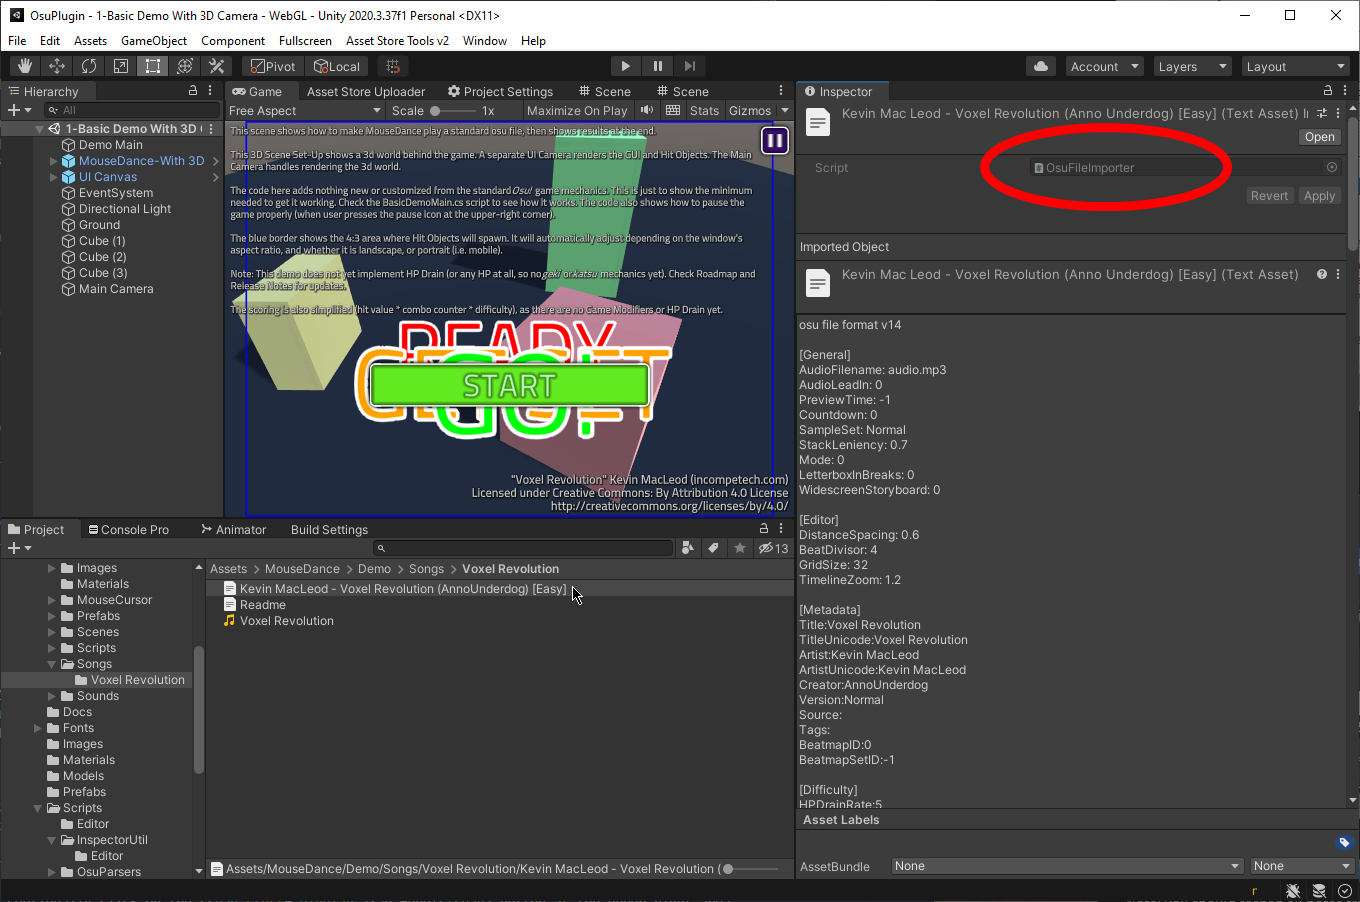 OsuPlugin - 1-Basic Demo With 3D Camera - WebGL - Unity 2020.3.37f1 Personal <DX11>
File Edit Assets GameObject Component Fullscreen Asset Store Tools v2 Window Help
Pivot Local Account Layers Layout
Hierarchy
All
1-Basic Demo With 3D
Demo Main
MouseDance-With 3D
UI Canvas
EventSystem
Directional Light
Ground
Cube (1)
Cube (2)
Cube (3)
Main Camera
Game Asset Store Uploader Project Settings Scene Scene
Free Aspect Scale 1x Maximize On Play Stats Gizmos
This scene shows how to make MouseDance play a standard osu file, then shows results at the end.
This 3D Scene Set-Up shows a 3d world behind the game. A separate UI Camera renders the GUI and Hit Objects. The Main
Camera handles rendering the 3d world.
The code here adds nothing new or customized from the standard Osu! game mechanics. This is just to show the minimum
needed to get it working. Check the BasicDemoMain.cs script to see how it works. The code also shows how to pause the
game properly (when user presses the pause icon at the upper-right corner).
The blue border shows the 4:3 area where Hit Objects will spawn. It will automatically adjust depending on the window's
aspect ratio, and whether it is landscape, or portrait (i.e. mobile).
Note: This demo does not yet implement HP Drain (or any HP at all, so no geki or katsu mechanics yet). Check Roadmap and
Release Notes for updates.
The scoring is also simplified (hit value * combo counter * difficulty), as there are no Game Modifiers or HP Drain yet.
READY
START
GO!
"Voxel Revolution" Kevin MacLeod (incompetech.com)
Licensed under Creative Commons: By Attribution 4.0 License
http://creativecommons.org/licenses/by/4.0/
Project Console Pro Animator Build Settings
13
Images
Materials
MouseCursor
Prefabs
Scenes
Scripts
Songs
Voxel Revolution
Sounds
Docs
Fonts
Images
Materials
Models
Prefabs
Scripts
Editor
InspectorUtil
Editor
OsuParsers
Assets > MouseDance > Demo > Songs > Voxel Revolution
Kevin MacLeod - Voxel Revolution (AnnoUnderdog) [Easy]
Readme
Voxel Revolution
Assets/MouseDance/Demo/Songs/Voxel Revolution/Kevin MacLeod - Voxel Revolution (
Inspector
Kevin Mac Leod - Voxel Revolution (Anno Underdog) [Easy] (Text Asset) I
Open
Script OsuFileImporter
Revert Apply
Imported Object
Kevin Mac Leod - Voxel Revolution (Anno Underdog) [Easy] (Text Asset)
osu file format v14
[General]
AudioFilename: audio.mp3
AudioLeadIn: 0
PreviewTime: -1
Countdown: 0
SampleSet: Normal
StackLeniency: 0.7
Mode: 0
LetterboxInBreaks: 0
WidescreenStoryboard: 0
[Editor]
DistanceSpacing: 0.6
BeatDivisor: 4
GridSize: 32
TimelineZoom: 1.2
[Metadata]
Title:Voxel Revolution
TitleUnicode:Voxel Revolution
Artist:Kevin MacLeod
ArtistUnicode:Kevin MacLeod
Creator:AnnoUnderdog
Version:Normal
Source:
Tags:
BeatmapID:0
BeatmapSetID:-1
[Difficulty]
HPDrainRate:5
Asset Labels
AssetBundle None None